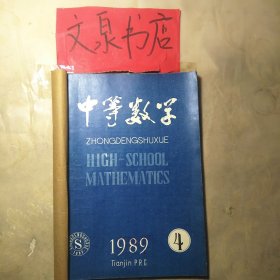 文泉书店
中等数学
ZHONGDENGSHUXUE
HIGH-SCHOOL
MATHEMATICS
1989
4
Tianjin P.R.C